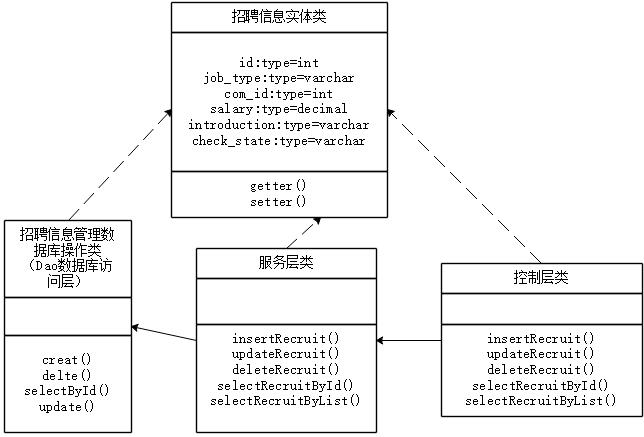 招聘信息实体类
id:type=int
job_type:type=varchar
com_id:type=int
salary:type=decimal
introduction:type=varchar
check_state:type=varchar
getter()
setter()
招聘信息管理数
据库操作类
（Dao数据库访
问层）
creat()
delte()
selectById()
update()
服务层类
insertRecruit()
updateRecruit()
deleteRecruit()
selectRecruitById()
selectRecruitByList()
控制层类
insertRecruit()
updateRecruit()
deleteRecruit()
selectRecruitById()
selectRecruitByList()